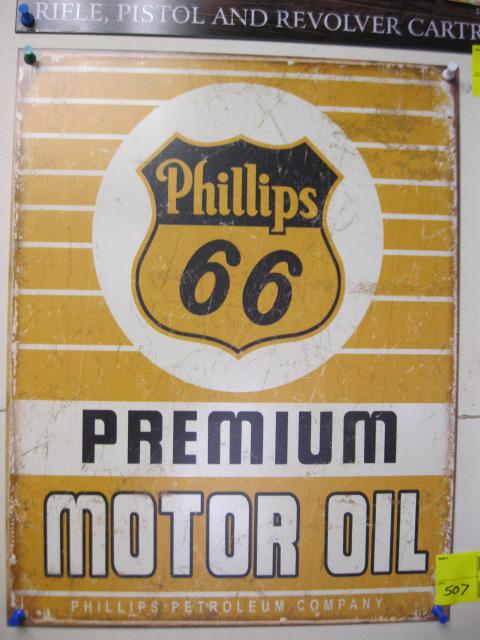 RIFLE, PISTOL AND REVOLVER CARTR
Phillips
66
PREMIUM
MOTOR OIL
PHILLIPS PETROLEUM COMPANY
507